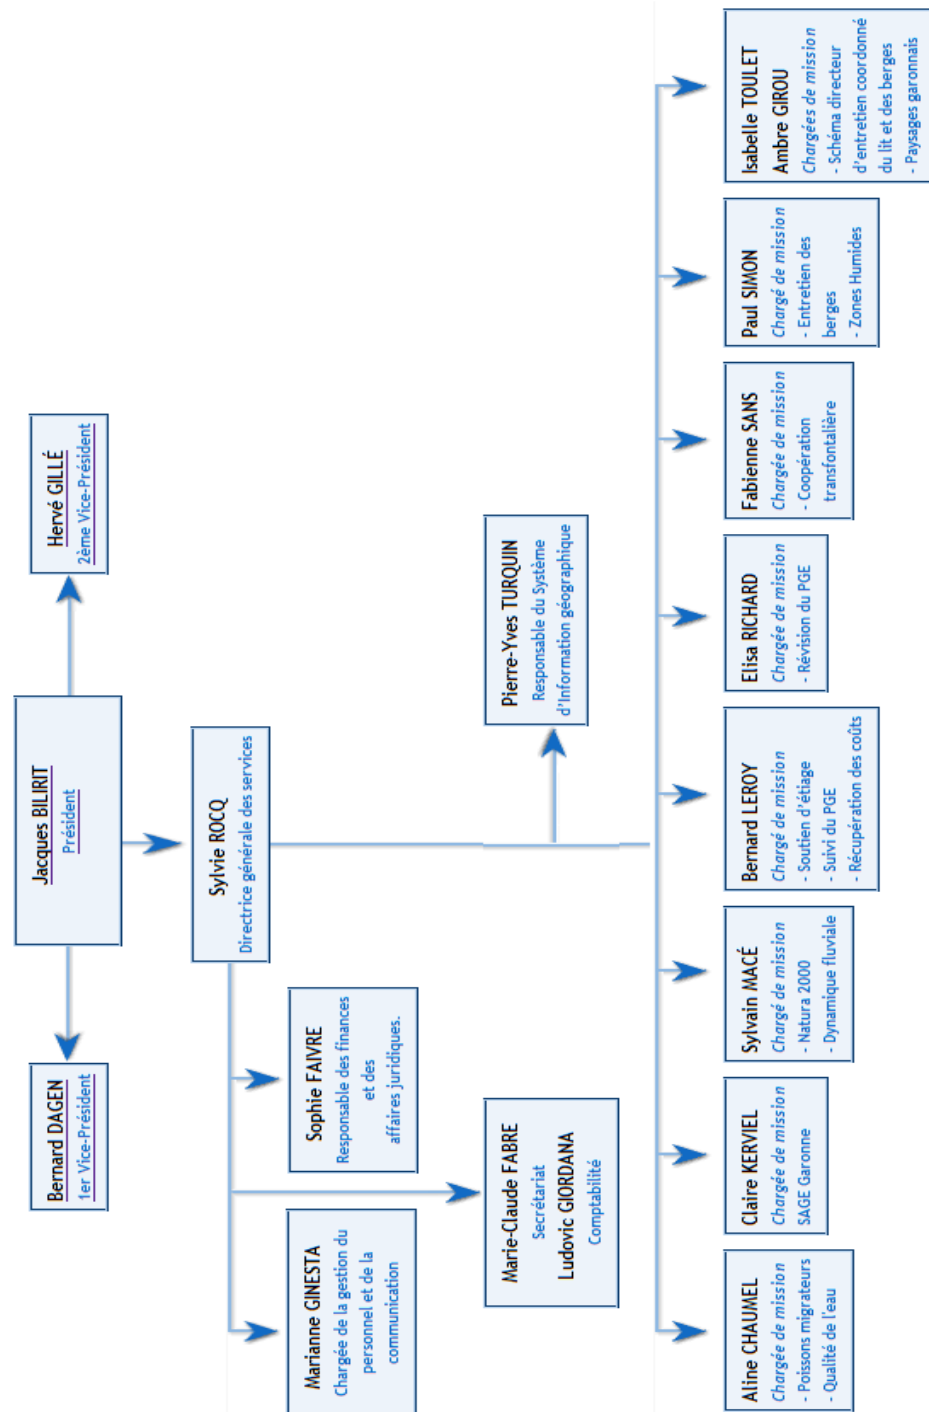 Jacques BILIRIT
Président
Bernard DAGEN
1er Vice-Président
Hervé GILLÉ
2ème Vice-Président
Sylvie ROCQ
Directrice générale des services
Marianne GINESTA
Chargée de la gestion du
personnel et de la
communication
Sophie FAIVRE
Responsable des finances
et des
affaires juridiques.
Marie-Claude FABRE
Secrétariat
Ludovic GIORDANA
Comptabilité
Pierre-Yves TURQUIN
Responsable du Système
d'Information géographique
Aline CHAUMEL
Chargée de mission
- Poissons migrateurs
- Qualité de l'eau
Claire KERVIEL
Chargée de mission
SAGE Garonne
Sylvain MACÉ
Chargé de mission
- Natura 2000
- Dynamique fluviale
Bernard LEROY
Chargé de mission
- Soutien d'étiage
- Suivi du PGE
- Récupération des coûts
Elisa RICHARD
Chargée de mission
- Révision du PGE
Fabienne SANS
Chargée de mission
- Coopération
transfontalière
Paul SIMON
Chargé de mission
- Entretien des
berges
- Zones Humides
Isabelle TOULET
Ambre GIROU
Chargées de mission
- Schéma directeur
d'entretien coordonné
du lit et des berges
- Paysages garonnais